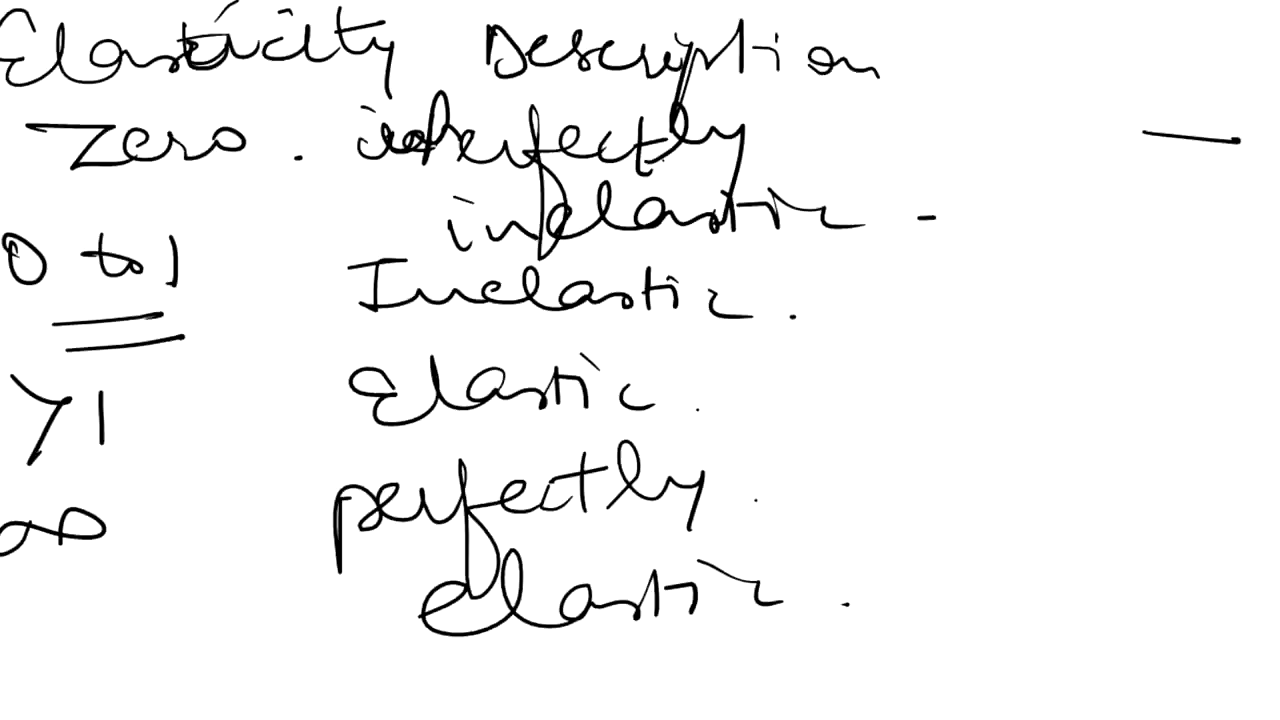 Elasticity Description
Zero. perfectly
inelastic -
0 to 1 Inelastic.
>1 Elastic.
∞ perfectly.
elastic.